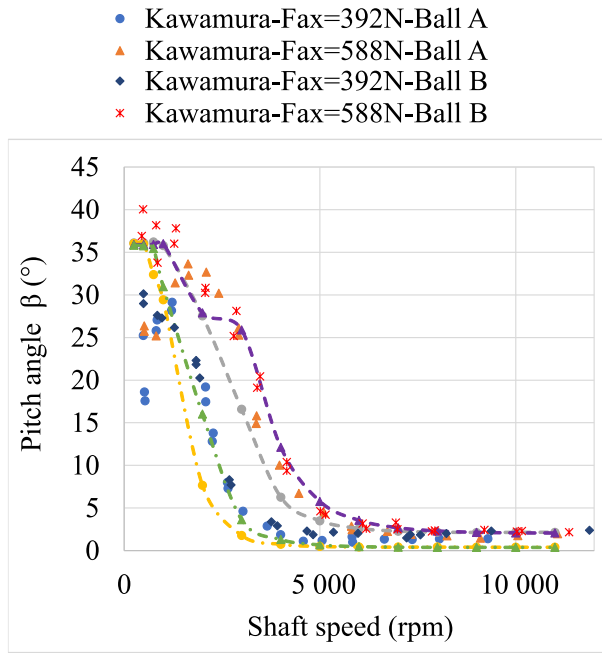 Kawamura-Fax=392N-Ball A
Kawamura-Fax=588N-Ball A
Kawamura-Fax=392N-Ball B
Kawamura-Fax=588N-Ball B
45
40
35
30
25
20
15
10
5
0
Pitch angle β (°)
0 5 000 10 000
Shaft speed (rpm)